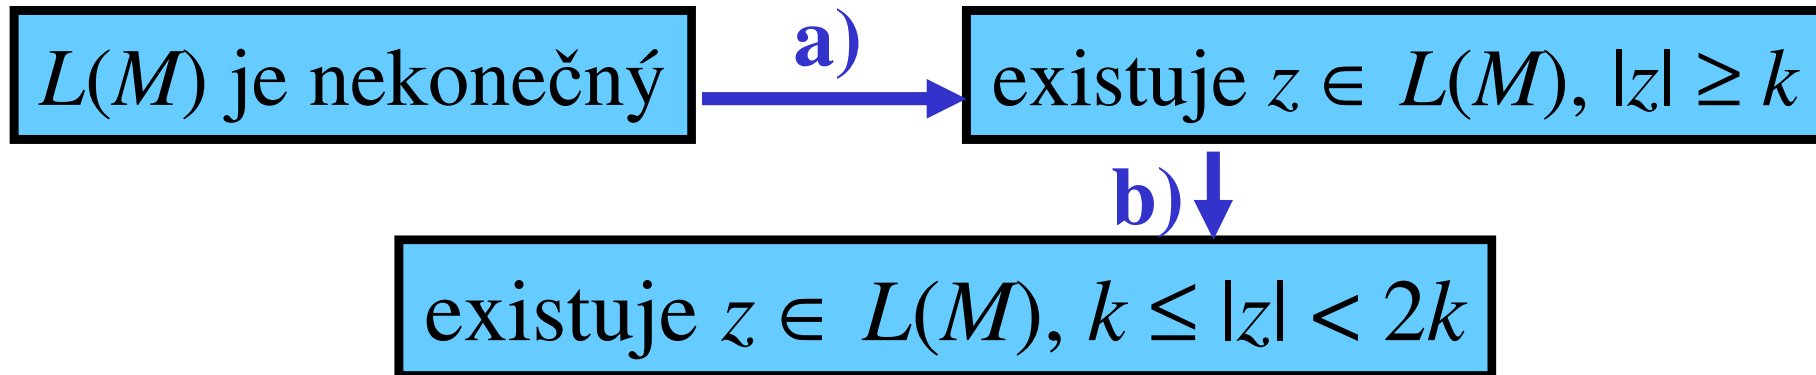 L(M) je nekonečný
a)
existuje z ∈ L(M), |z| ≥ k
b)
existuje z ∈ L(M), k ≤ |z| < 2k